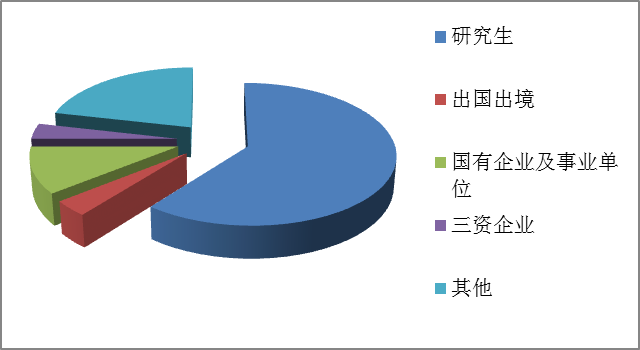 研究生
出国出境
国有企业及事业单
位
三资企业
其他